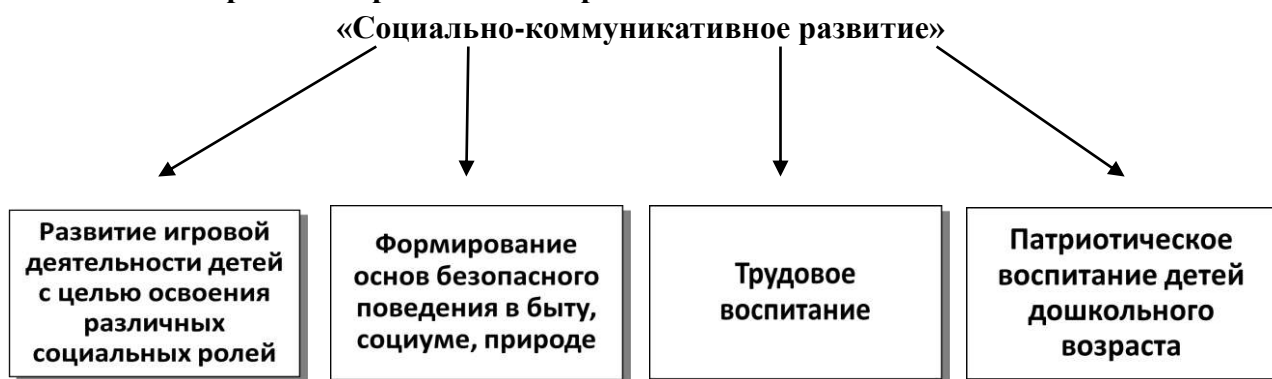 «Социально-коммуникативное развитие»
Развитие игровой
деятельности детей
с целью освоения
различных
социальных ролей
Формирование
основ безопасного
поведения в быту,
социуме, природе
Трудовое
воспитание
Патриотическое
воспитание детей
дошкольного
возраста